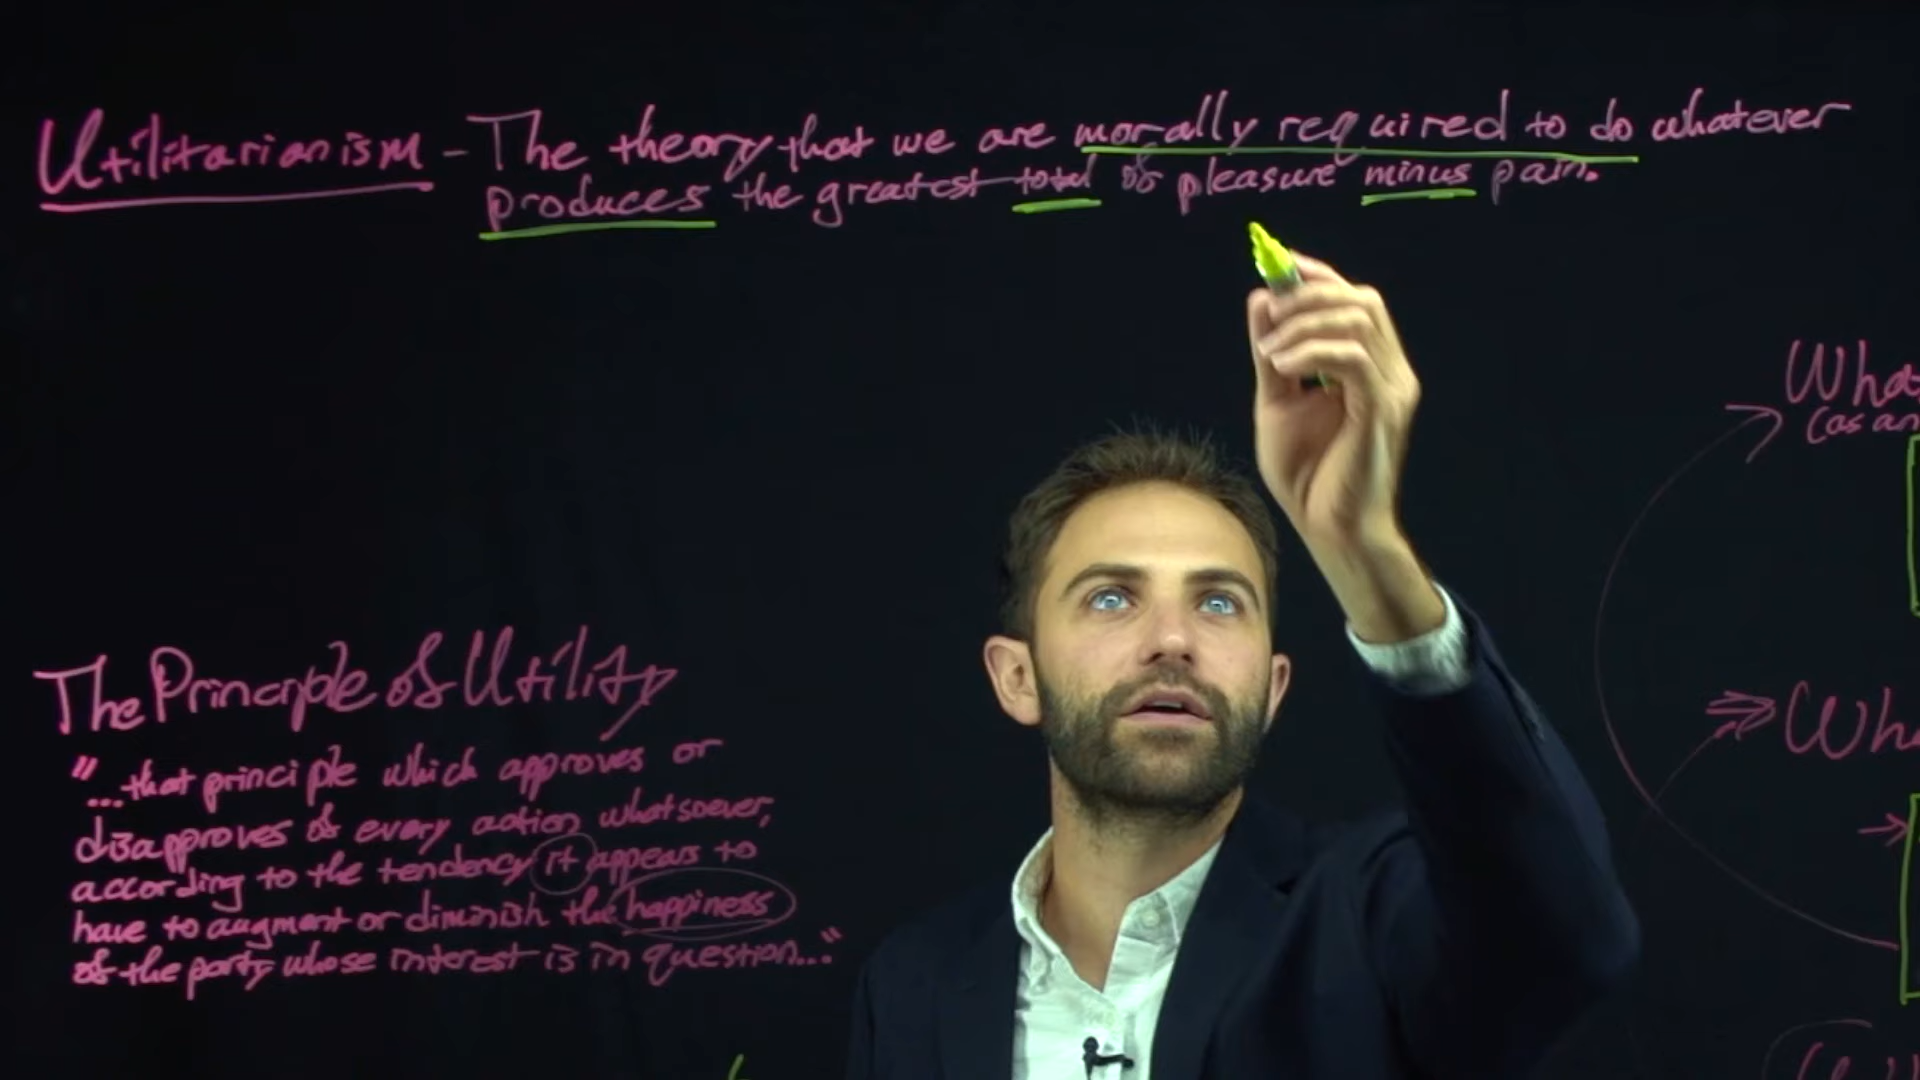 Utilitarianism - The theory that we are morally required to do whatever
produces the greatest total of pleasure minus pain.
The Principle of Utility
"...that principle which approves or
disapproves of every action whatsoever,
according to the tendency it appears to
have to augment or diminish the happiness
of the party whose interest is in question..."
(as an